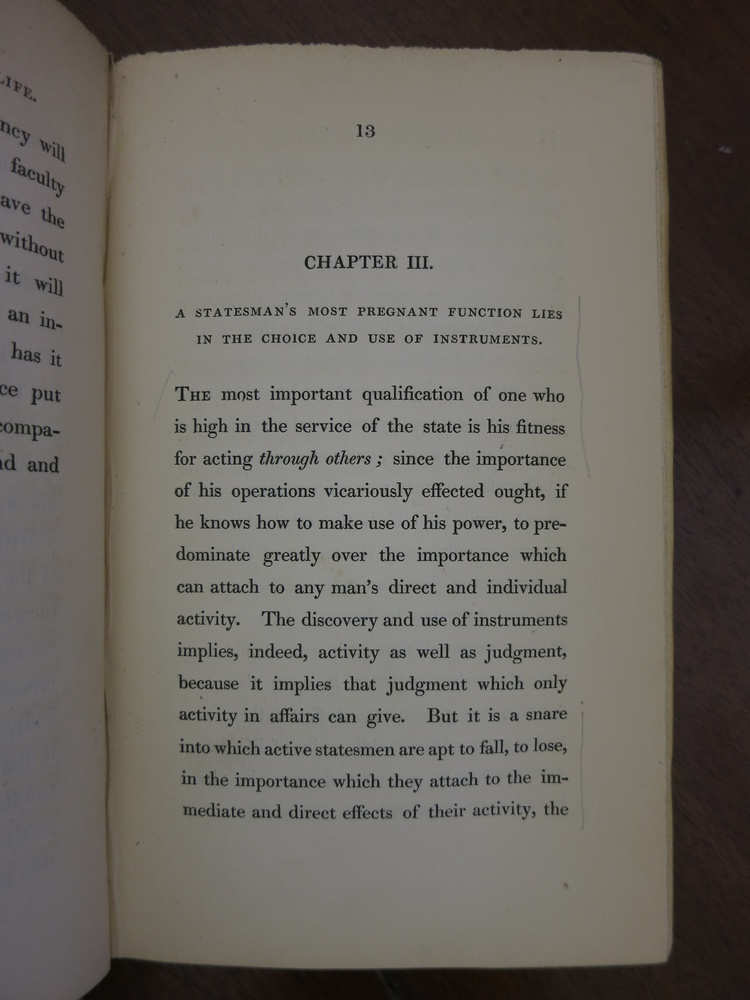 LIFE.
ncy will
faculty
ave the
without
it will
an in-
has it
ce put
compa-
nd and
13
CHAPTER III.
A STATESMAN'S MOST PREGNANT FUNCTION LIES
IN THE CHOICE AND USE OF INSTRUMENTS.
THE most important qualification of one who
is high in the service of the state is his fitness
for acting through others; since the importance
of his operations vicariously effected ought, if
he knows how to make use of his power, to pre-
dominate greatly over the importance which
can attach to any man's direct and individual
activity. The discovery and use of instruments
implies, indeed, activity as well as judgment,
because it implies that judgment which only
activity in affairs can give. But it is a snare
into which active statesmen are apt to fall, to lose,
in the importance which they attach to the im-
mediate and direct effects of their activity, the